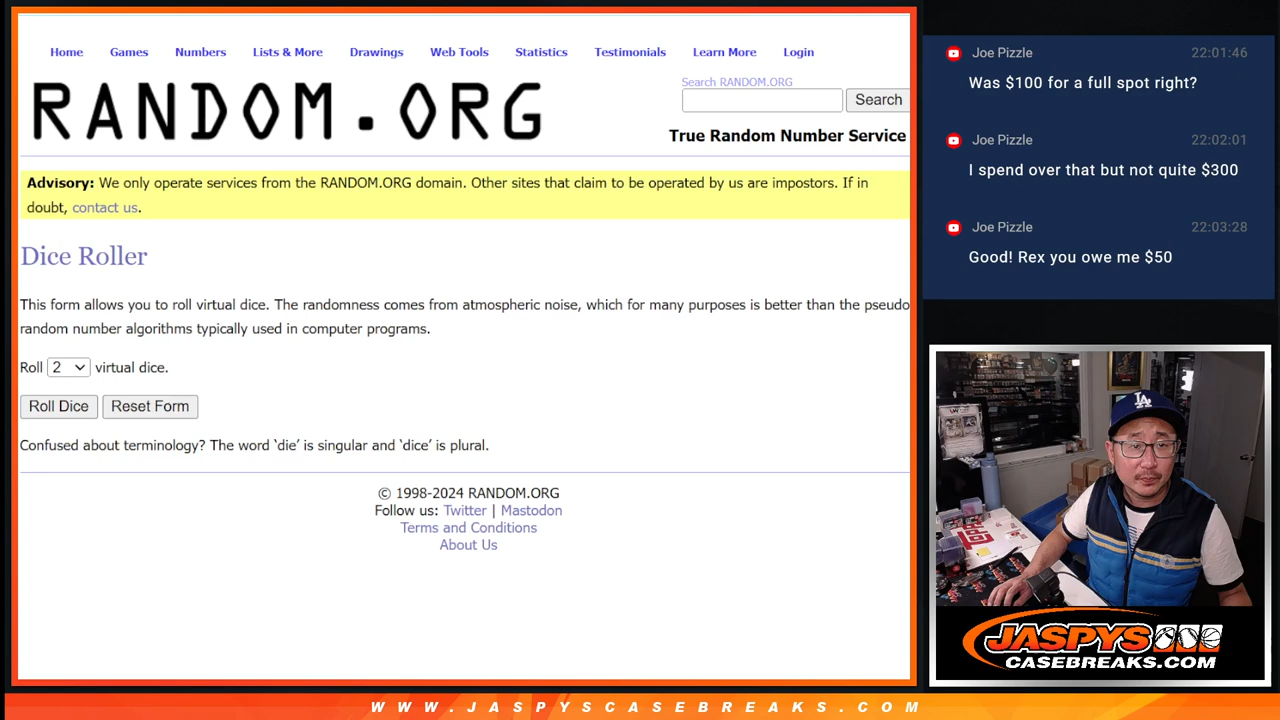 Home Games Numbers Lists & More Drawings Web Tools Statistics Testimonials Learn More Login
RANDOM.ORG
Search RANDOM.ORG
Search
True Random Number Service
Advisory: We only operate services from the RANDOM.ORG domain. Other sites that claim to be operated by us are impostors. If in
doubt, contact us.
Dice Roller
This form allows you to roll virtual dice. The randomness comes from atmospheric noise, which for many purposes is better than the pseudo
random number algorithms typically used in computer programs.
Roll 2 virtual dice.
Roll Dice Reset Form
Confused about terminology? The word ‘die’ is singular and ‘dice’ is plural.
© 1998-2024 RANDOM.ORG
Follow us: Twitter | Mastodon
Terms and Conditions
About Us
Joe Pizzle 22:01:46
Was $100 for a full spot right?
Joe Pizzle 22:02:01
I spend over that but not quite $300
Joe Pizzle 22:03:28
Good! Rex you owe me $50
LA
JASPYS
CASEBREAKS.COM
WWW.JASPYSCASEBREAKS.COM